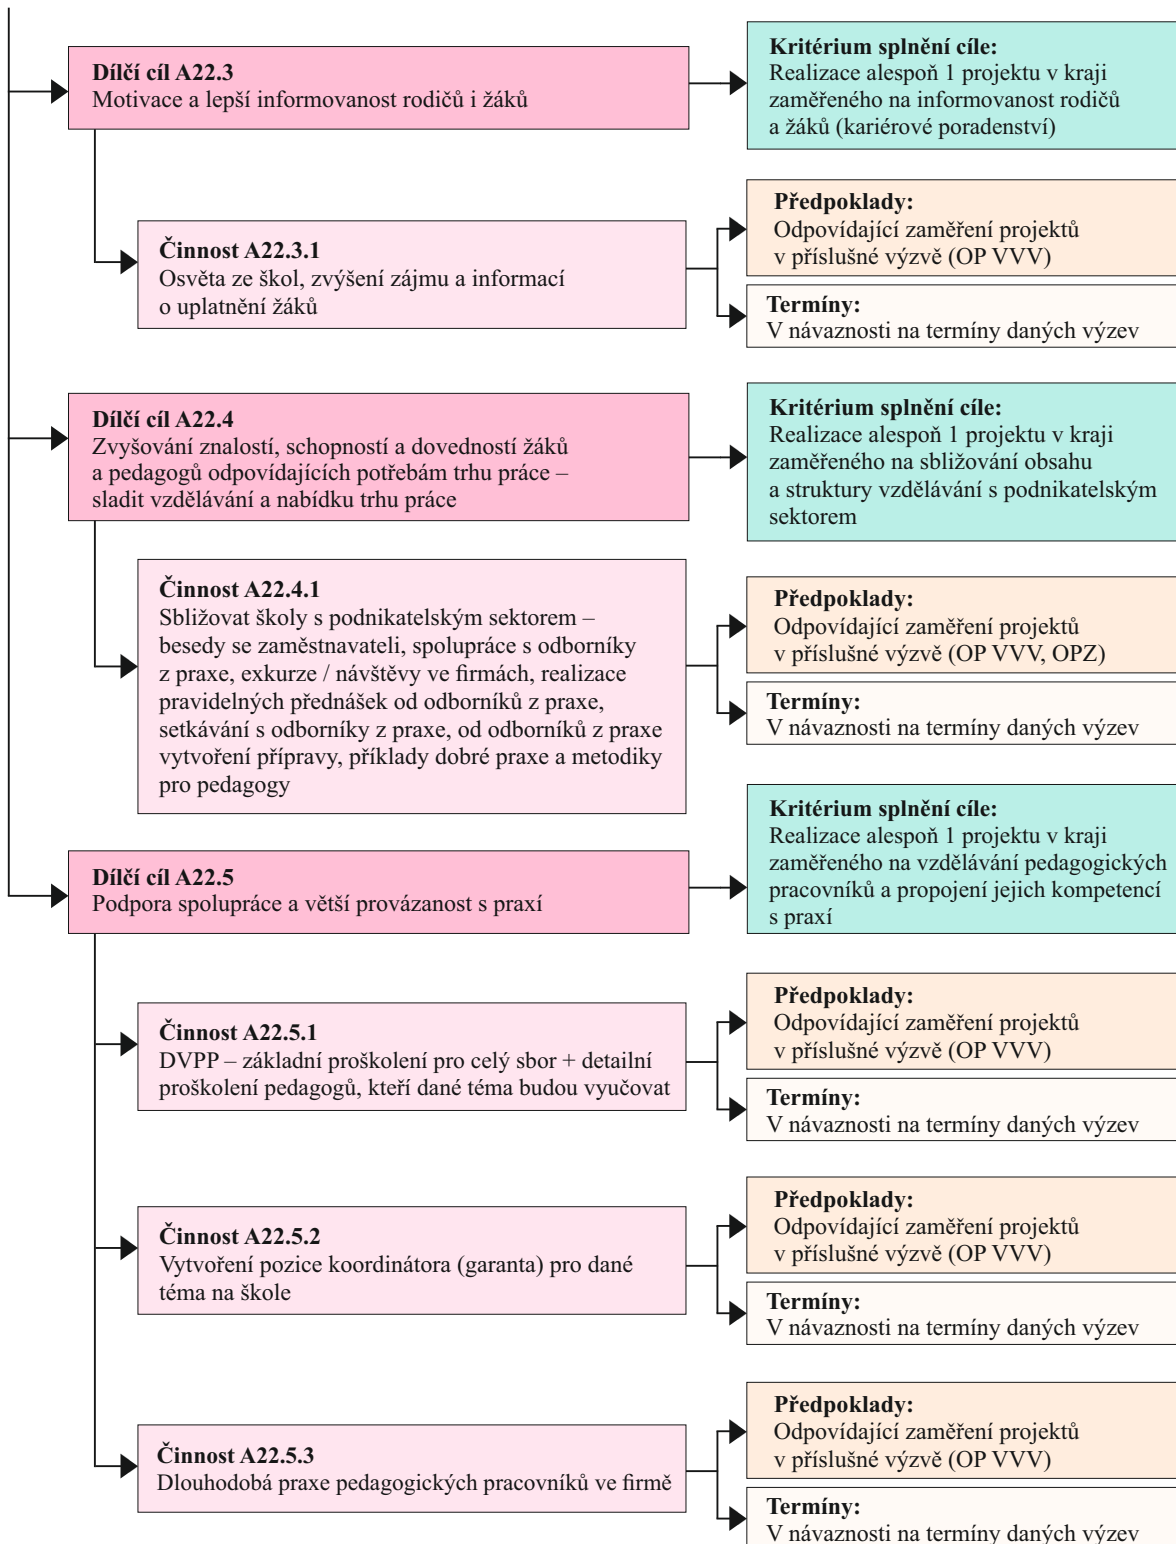 Dílčí cíl A22.3
Motivace a lepší informovanost rodičů i žáků
Kritérium splnění cíle:
Realizace alespoň 1 projektu v kraji
zaměřeného na informovanost rodičů
a žáků (kariérové poradenství)
Činnost A22.3.1
Osvěta ze škol, zvýšení zájmu a informací
o uplatnění žáků
Předpoklady:
Odpovídající zaměření projektů
v příslušné výzvě (OP VVV)
Termíny:
V návaznosti na termíny daných výzev
Dílčí cíl A22.4
Zvyšování znalostí, schopností a dovedností žáků
a pedagogů odpovídajících potřebám trhu práce –
sladit vzdělávání a nabídku trhu práce
Kritérium splnění cíle:
Realizace alespoň 1 projektu v kraji
zaměřeného na sbližování obsahu
a struktury vzdělávání s podnikatelským
sektorem
Činnost A22.4.1
Sbližovat školy s podnikatelským sektorem –
besedy se zaměstnavateli, spolupráce s odborníky
z praxe, exkurze / návštěvy ve firmách, realizace
pravidelných přednášek od odborníků z praxe,
setkávání s odborníky z praxe, od odborníků z praxe
vytvoření přípravy, příklady dobré praxe a metodiky
pro pedagogy
Předpoklady:
Odpovídající zaměření projektů
v příslušné výzvě (OP VVV, OPZ)
Termíny:
V návaznosti na termíny daných výzev
Dílčí cíl A22.5
Podpora spolupráce a větší provázanost s praxí
Kritérium splnění cíle:
Realizace alespoň 1 projektu v kraji
zaměřeného na vzdělávání pedagogických
pracovníků a propojení jejich kompetencí
s praxí
Činnost A22.5.1
DVPP – základní proškolení pro celý sbor + detailní
proškolení pedagogů, kteří dané téma budou vyučovat
Předpoklady:
Odpovídající zaměření projektů
v příslušné výzvě (OP VVV)
Termíny:
V návaznosti na termíny daných výzev
Činnost A22.5.2
Vytvoření pozice koordinátora (garanta) pro dané
téma na škole
Předpoklady:
Odpovídající zaměření projektů
v příslušné výzvě (OP VVV)
Termíny:
V návaznosti na termíny daných výzev
Činnost A22.5.3
Dlouhodobá praxe pedagogických pracovníků ve firmě
Předpoklady:
Odpovídající zaměření projektů
v příslušné výzvě (OP VVV)
Termíny:
V návaznosti na termíny daných výzev